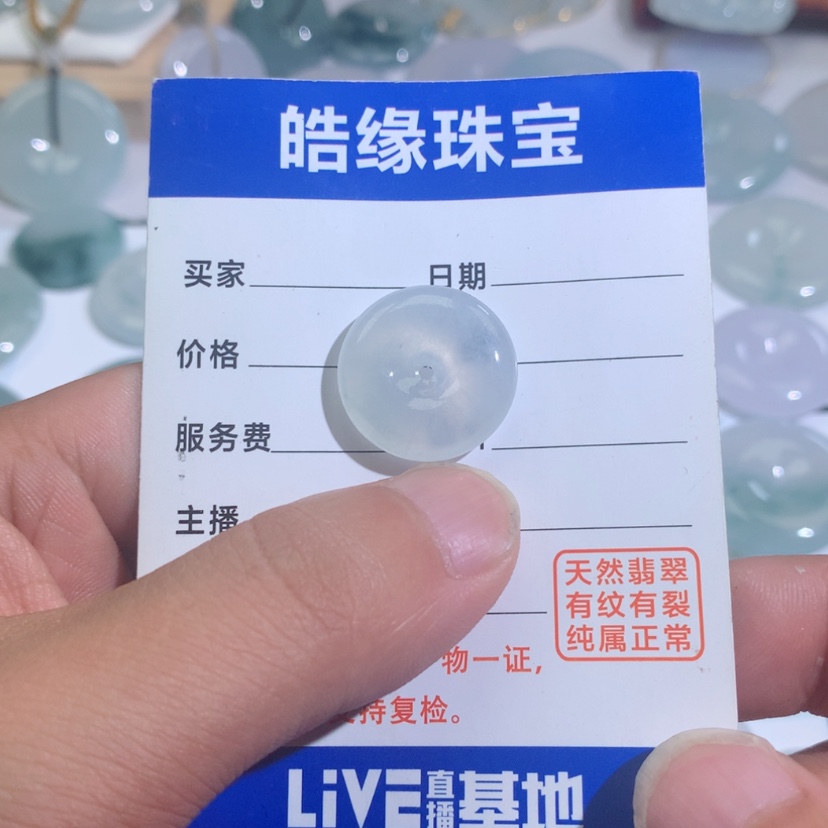 皓缘珠宝
买家 日期
价格
服务费
主播
天然翡翠
有纹有裂
纯属正常
物一证,
持复检。
LiVE直播基地